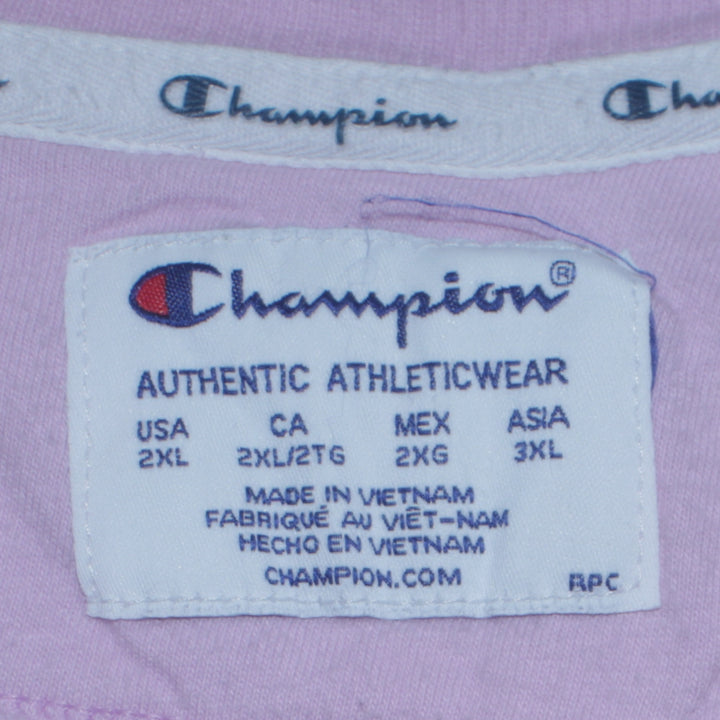 Champion Cha
Champion®
AUTHENTIC ATHLETICWEAR
USA CA MEX ASIA
2XL 2XL/2TG 2XG 3XL
MADE IN VIETNAM
FABRIQUÉ AU VIÊT-NAM
HECHO EN VIETNAM
CHAMPION.COM RPC